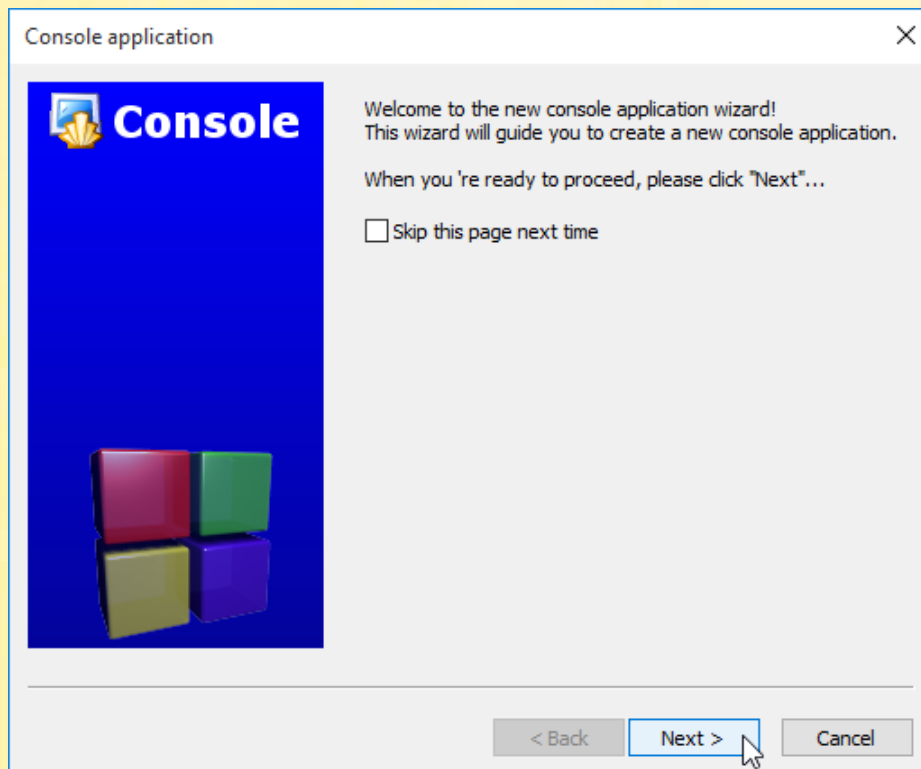 Console application
Console
Welcome to the new console application wizard!
This wizard will guide you to create a new console application.
When you 're ready to proceed, please click "Next"...
Skip this page next time
< Back
Next >
Cancel